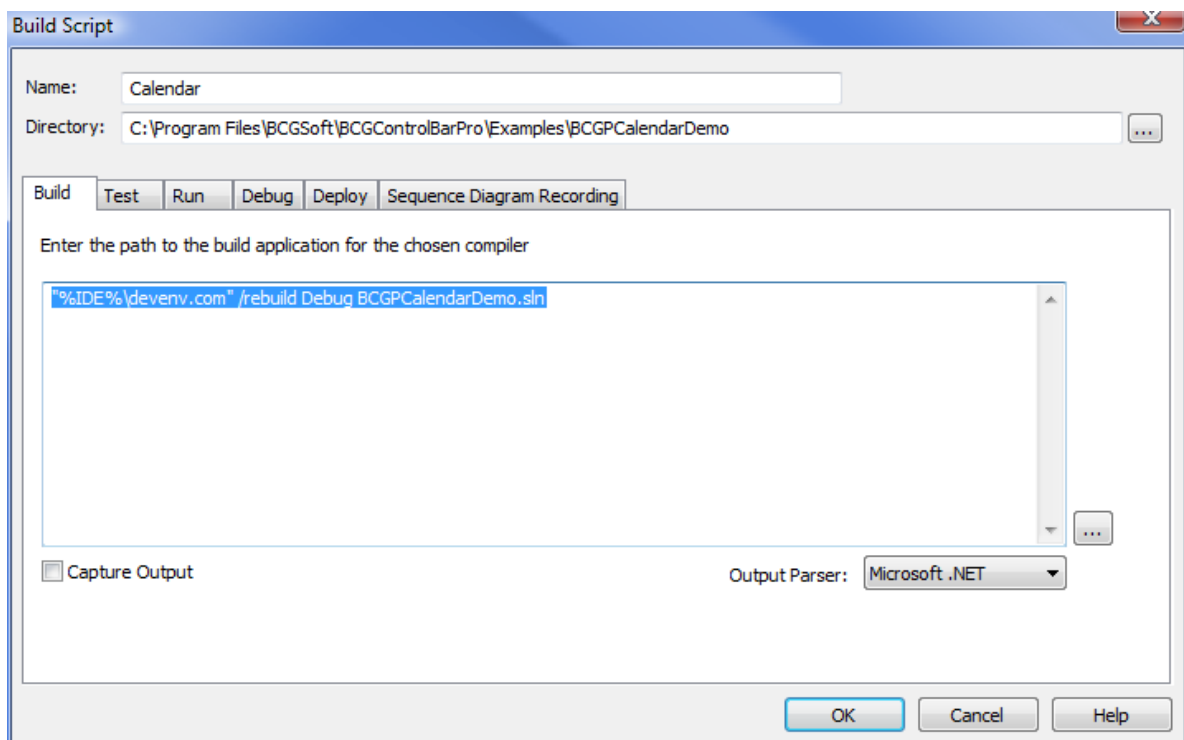 Build Script
X
Name: Calendar
Directory: C:\Program Files\BCGSoft\BCGControlBarPro\Examples\BCGPCalendarDemo ...
Build Test Run Debug Deploy Sequence Diagram Recording
Enter the path to the build application for the chosen compiler
"%IDE%\devenv.com" /rebuild Debug BCGPCalendarDemo.sln
...
Capture Output Output Parser: Microsoft .NET
OK Cancel Help